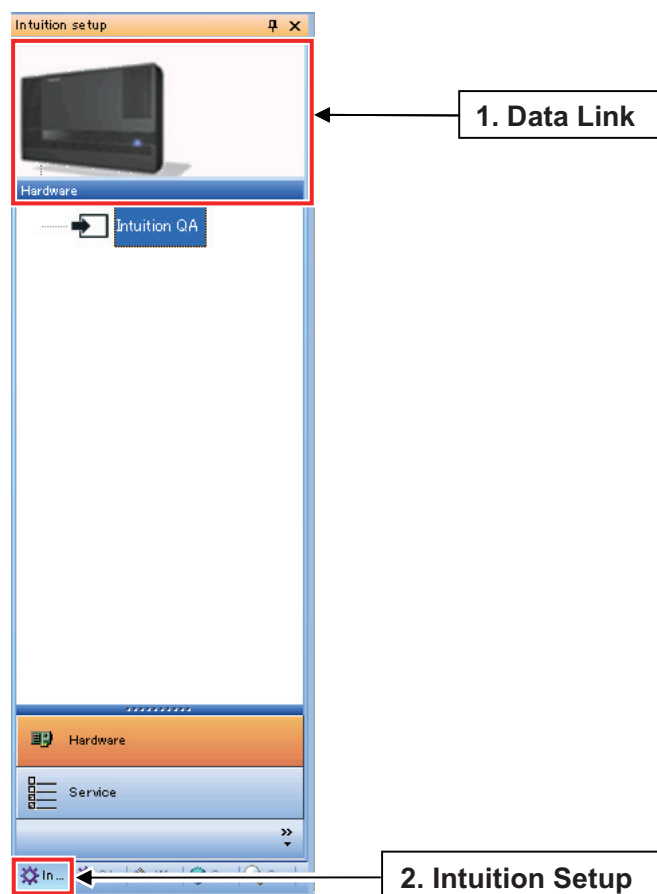 Intuition setup
1. Data Link
Hardware
Intuition QA
Hardware
Service
In...
2. Intuition Setup